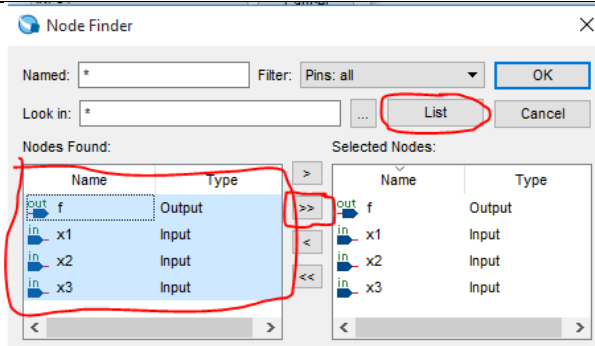 Node Finder
Named: * Filter: Pins: all OK
Look in: * ... List Cancel
Nodes Found: Selected Nodes:
Name Type > Name Type
out f Output >> out f Output
in x1 Input < in x1 Input
in x2 Input << in x2 Input
in x3 Input in x3 Input